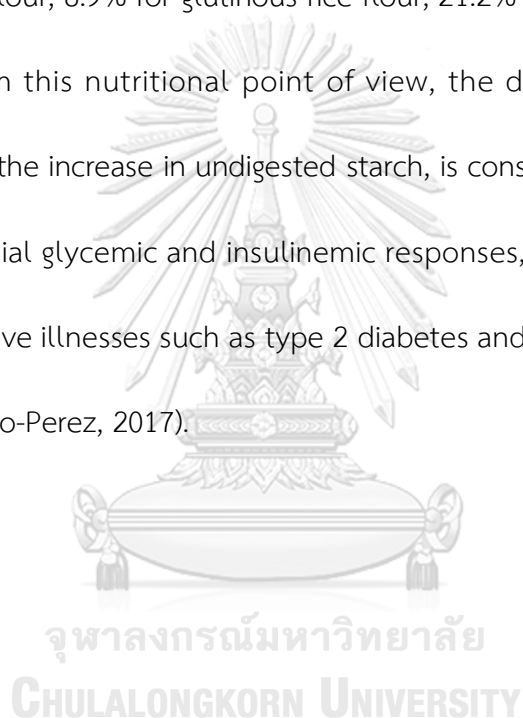 flour, 8.9% for glutinous rice flour, 21.2%
this nutritional point of view, the d
the increase in undigested starch, is cons
ial glycemic and insulinemic responses,
ve illnesses such as type 2 diabetes and
o-Perez, 2017).
จุฬาลงกรณ์มหาวิทยาลัย
CHULALONGKORN UNIVERSITY